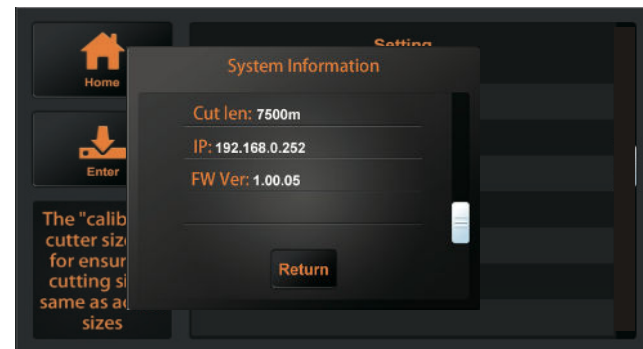 Setting
System Information
Home
Cut len: 7500m
IP: 192.168.0.252
FW Ver: 1.00.05
Enter
The "calib
cutter siz
for ensur
cutting si
same as a
sizes
Return